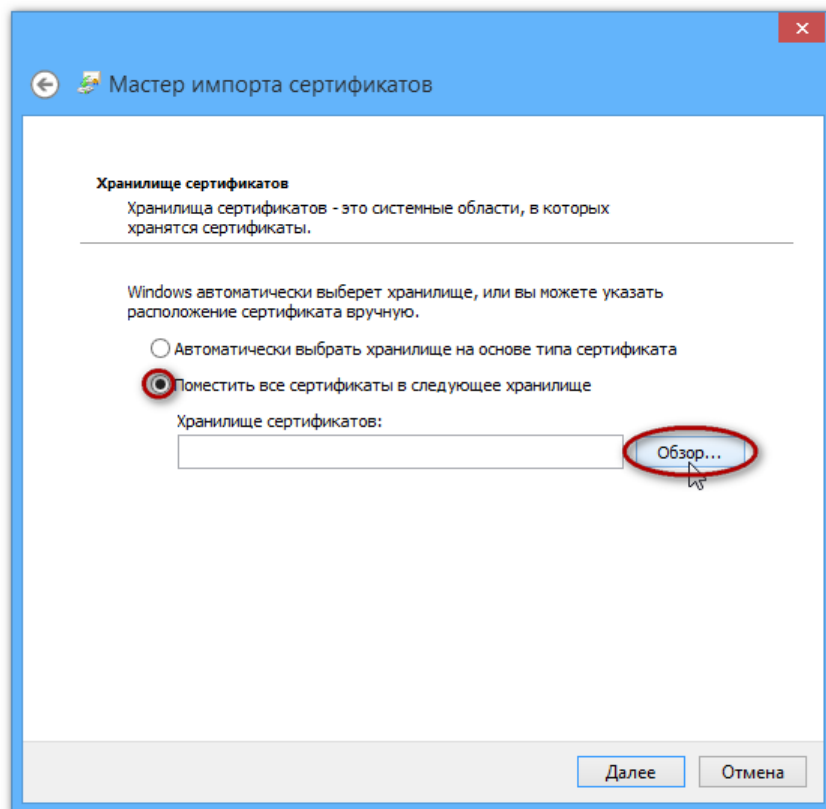 Мастер импорта сертификатов
Хранилище сертификатов
Хранилища сертификатов - это системные области, в которых
хранятся сертификаты.
Windows автоматически выберет хранилище, или вы можете указать
расположение сертификата вручную.
Автоматически выбрать хранилище на основе типа сертификата
Поместить все сертификаты в следующее хранилище
Хранилище сертификатов:
Обзор...
Далее
Отмена